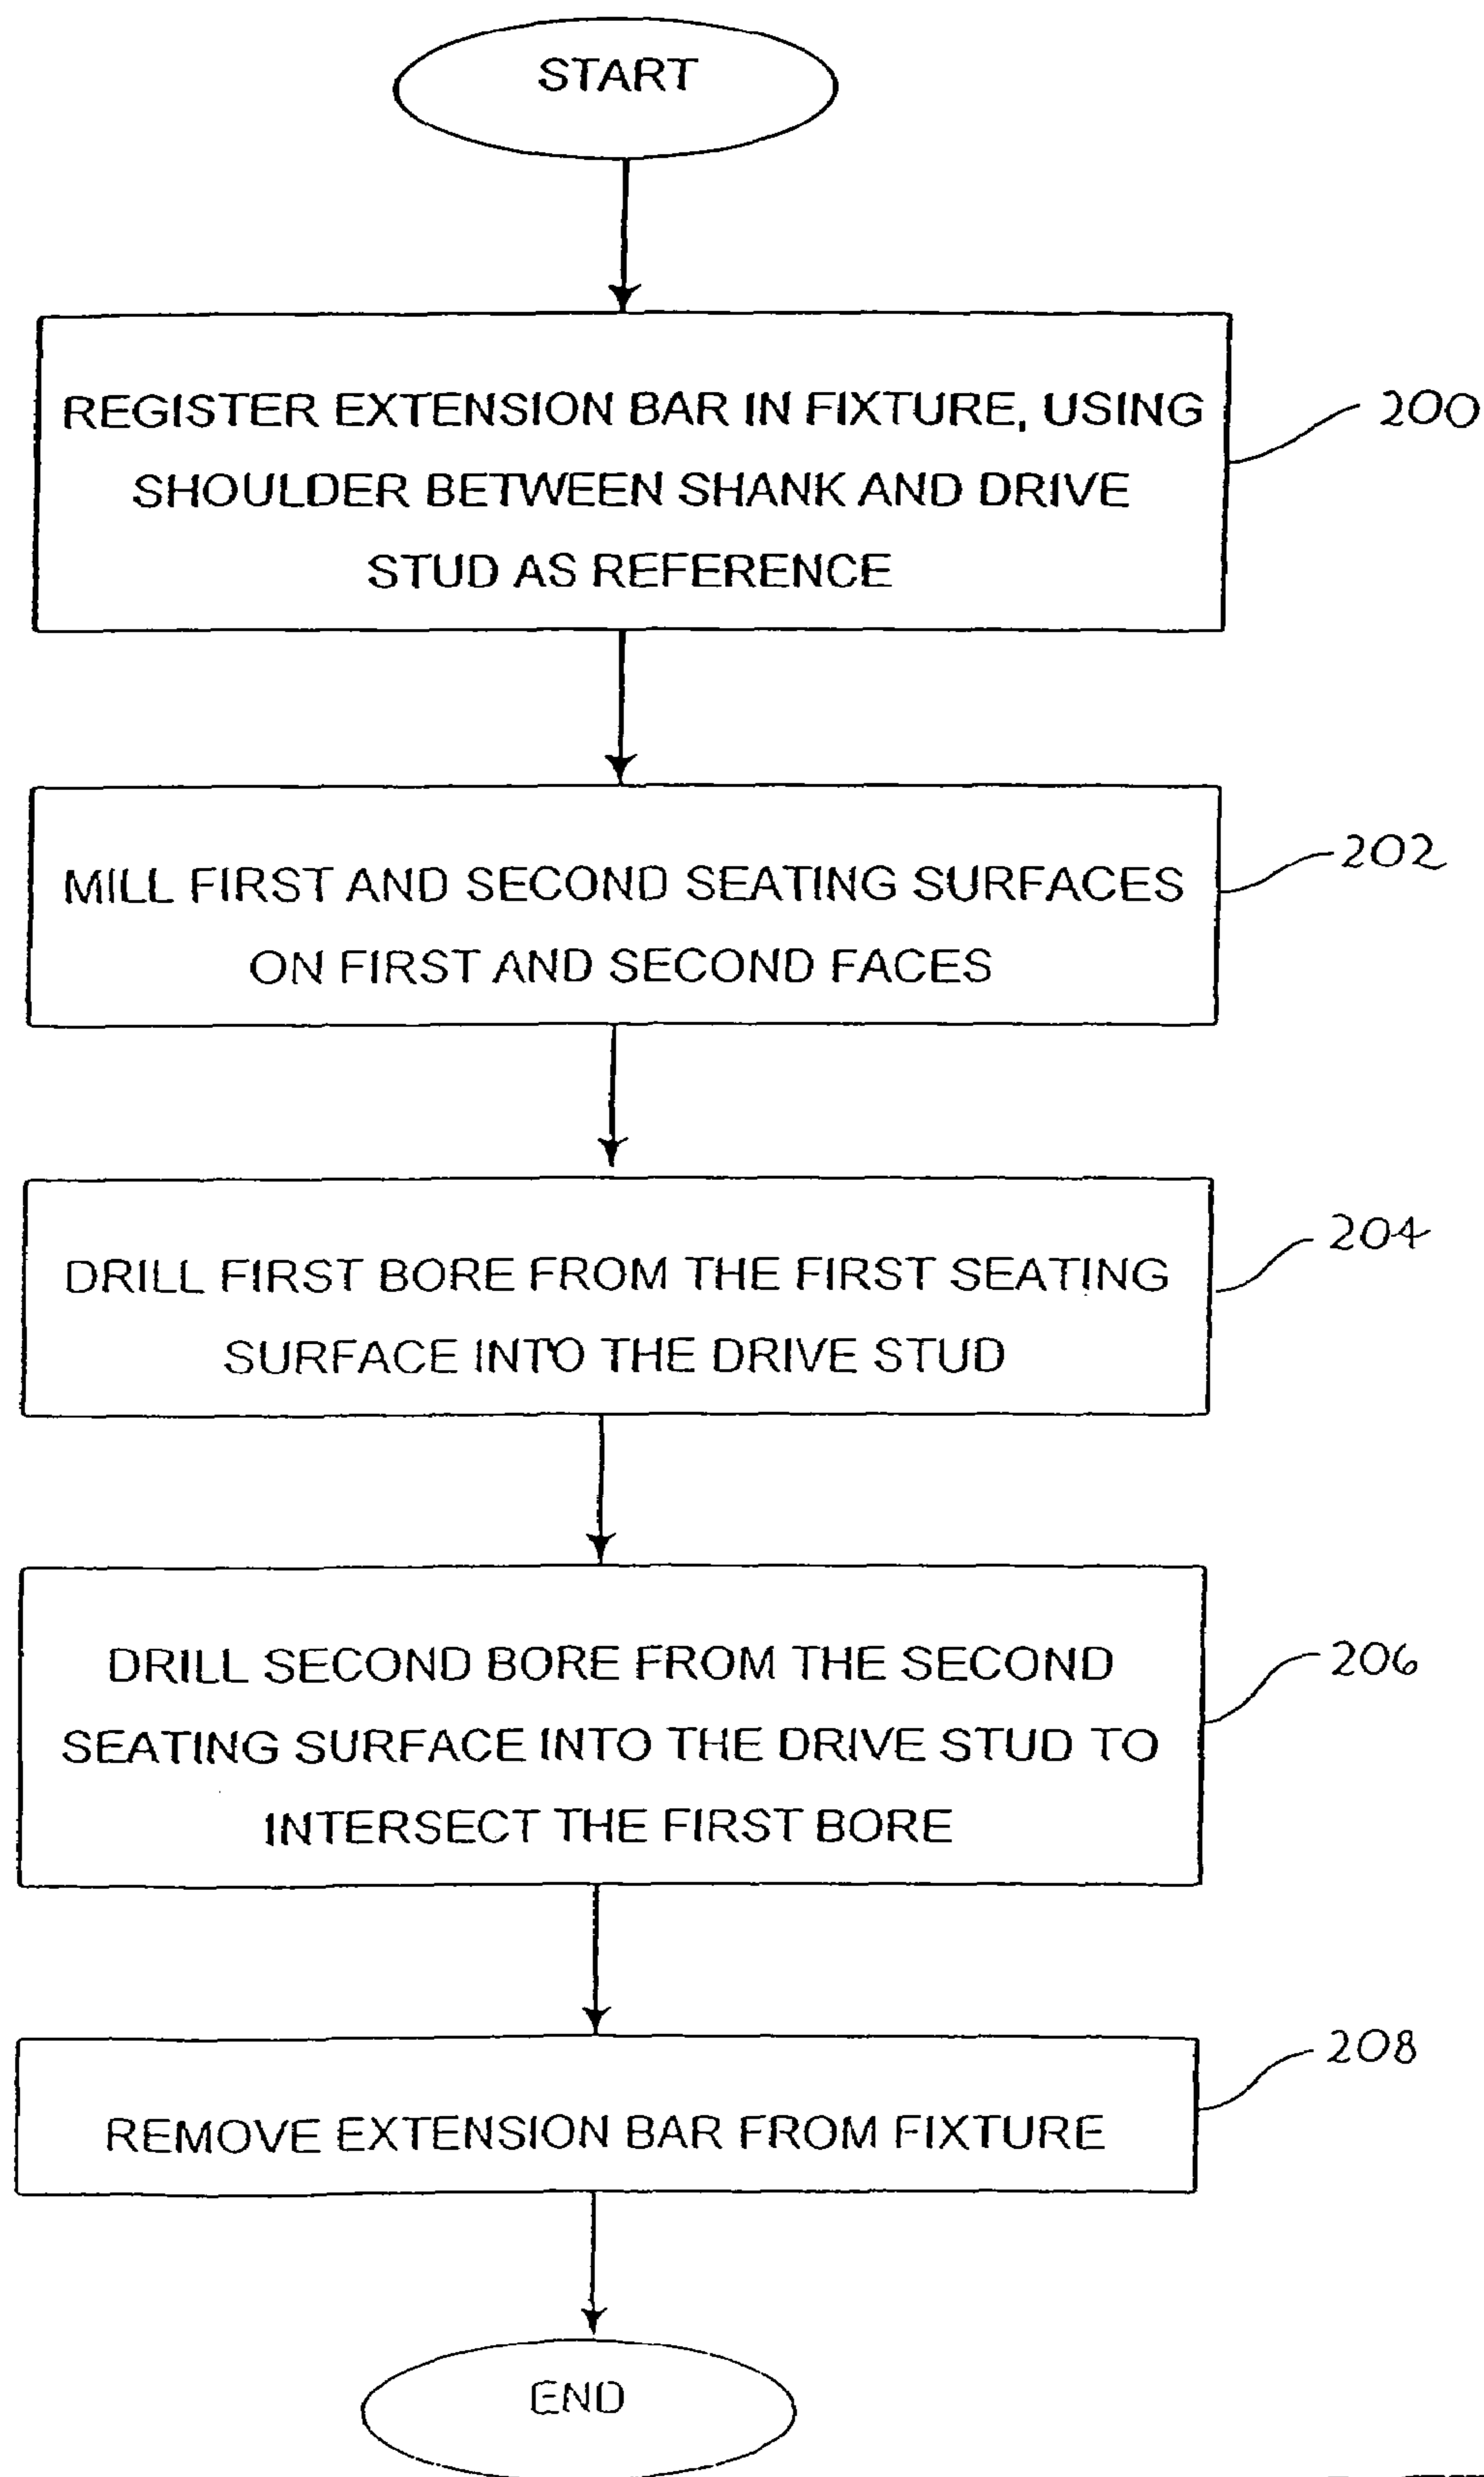 START
REGISTER EXTENSION BAR IN FIXTURE, USING
SHOULDER BETWEEN SHANK AND DRIVE
STUD AS REFERENCE
200
MILL FIRST AND SECOND SEATING SURFACES
ON FIRST AND SECOND FACES
202
DRILL FIRST BORE FROM THE FIRST SEATING
SURFACE INTO THE DRIVE STUD
204
DRILL SECOND BORE FROM THE SECOND
SEATING SURFACE INTO THE DRIVE STUD TO
INTERSECT THE FIRST BORE
206
REMOVE EXTENSION BAR FROM FIXTURE
208
END